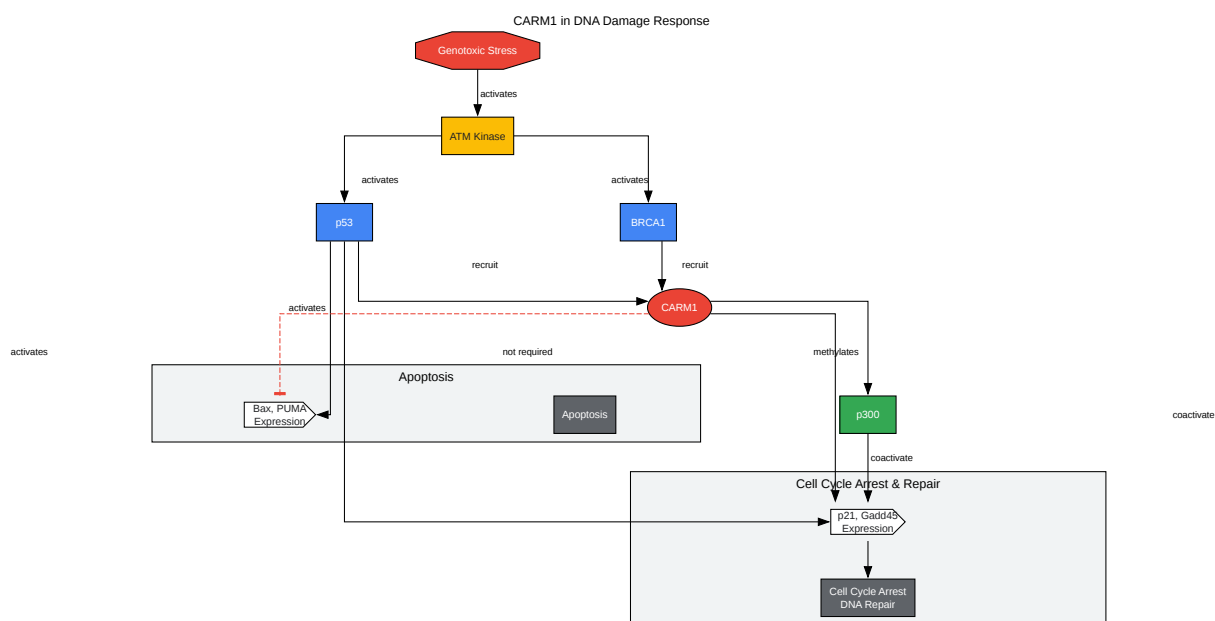 CARM1 in DNA Damage Response
Genotoxic Stress
activates
ATM Kinase
activates
activates
p53
BRCA1
recruit
recruit
activates
CARM1
activates
not required
methylates
Apoptosis
Bax, PUMA
Expression
Apoptosis
p300
coactivate
coactivate
Cell Cycle Arrest & Repair
p21, Gadd45
Expression
Cell Cycle Arrest
DNA Repair